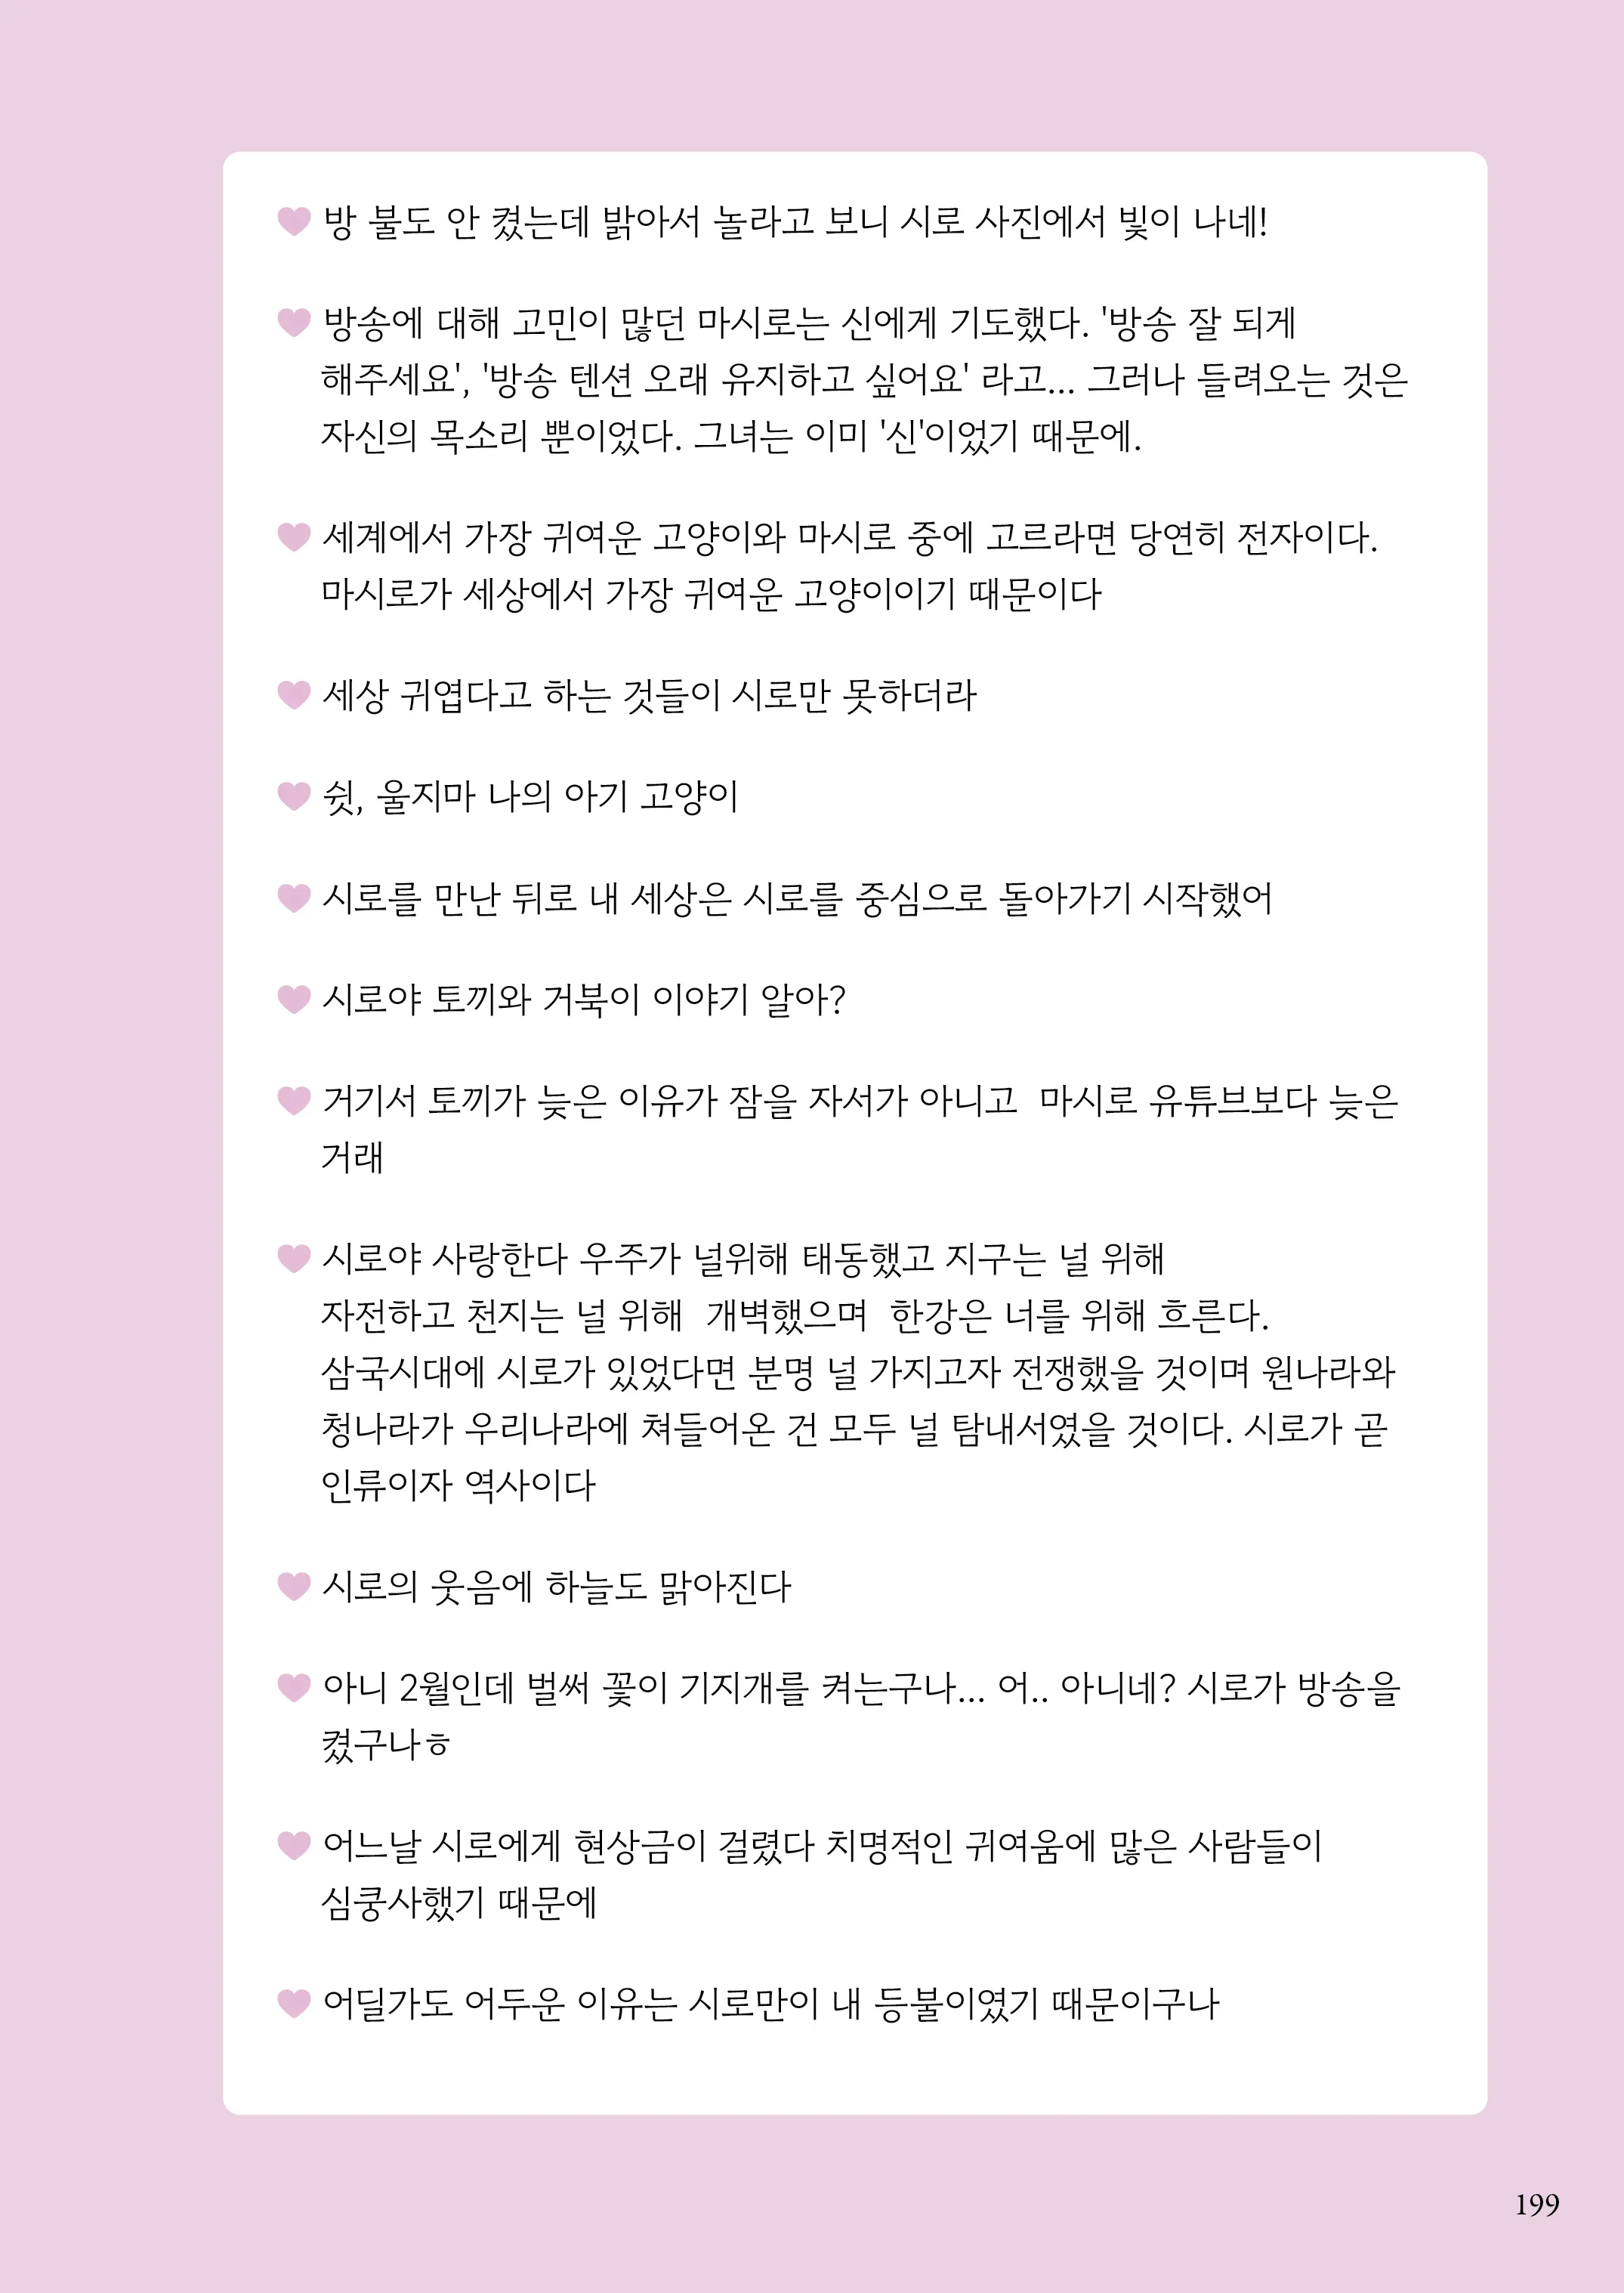 방 불도 안 켰는데 밝아서 놀라고 보니 시로 사진에서 빛이 나네!
방송에 대해 고민이 많던 마시로는 신에게 기도했다. '방송 잘 되게
해주세요', '방송 텐션 오래 유지하고 싶어요' 라고... 그러나 들려오는 것은
자신의 목소리 뿐이었다. 그녀는 이미 '신'이었기 때문에.
세계에서 가장 귀여운 고양이와 마시로 중에 고르라면 당연히 전자이다.
마시로가 세상에서 가장 귀여운 고양이이기 때문이다
세상 귀엽다고 하는 것들이 시로만 못하더라
쉿, 울지마 나의 아기 고양이
시로를 만난 뒤로 내 세상은 시로를 중심으로 돌아가기 시작했어
시로야 토끼와 거북이 이야기 알아?
거기서 토끼가 늦은 이유가 잠을 자서가 아니고  마시로 유튜브보다 늦은
거래
시로야 사랑한다 우주가 널위해 태동했고 지구는 널 위해
자전하고 천지는 널 위해  개벽했으며  한강은 너를 위해 흐른다.
삼국시대에 시로가 있었다면 분명 널 가지고자 전쟁했을 것이며 원나라와
청나라가 우리나라에 쳐들어온 건 모두 널 탐내서였을 것이다. 시로가 곧
인류이자 역사이다
시로의 웃음에 하늘도 맑아진다
아니 2월인데 벌써 꽃이 기지개를 켜는구나... 어.. 아니네? 시로가 방송을
켰구나ㅎ
어느날 시로에게 현상금이 걸렸다 치명적인 귀여움에 많은 사람들이
심쿵사했기 때문에
어딜가도 어두운 이유는 시로만이 내 등불이였기 때문이구나
199